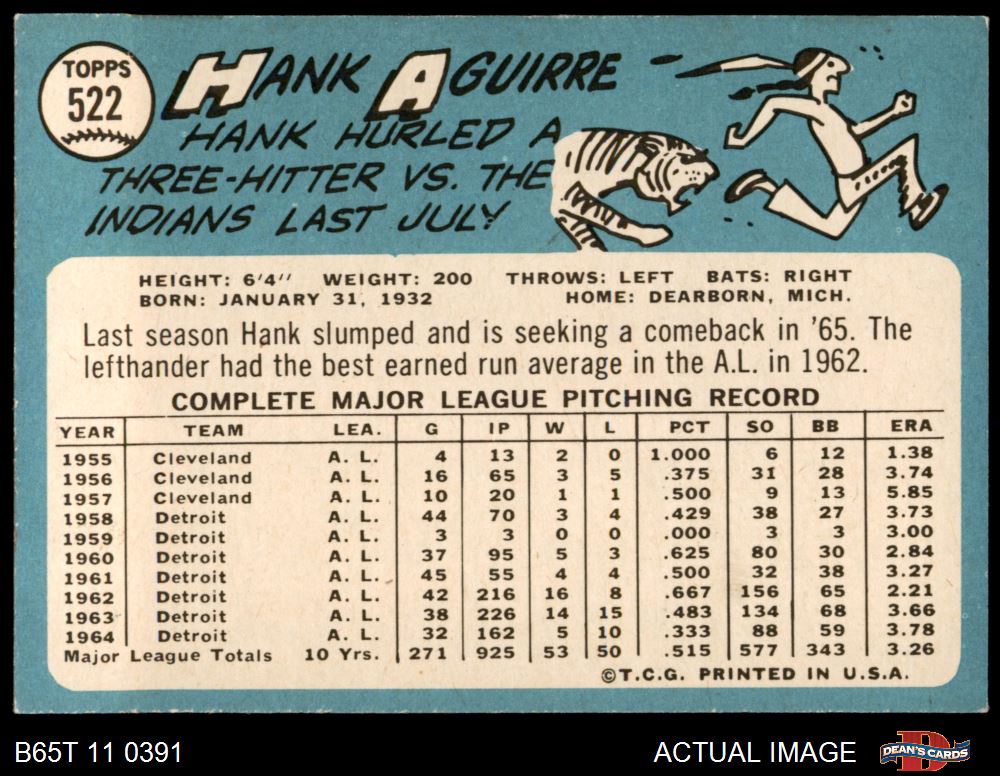 TOPPS
522
HANK AGUIRRE
HANK HURLED A
THREE-HITTER VS. THE
INDIANS LAST JULY
HEIGHT: 6'4" WEIGHT: 200 THROWS: LEFT BATS: RIGHT
BORN: JANUARY 31, 1932 HOME: DEARBORN, MICH.
Last season Hank slumped and is seeking a comeback in '65. The
lefthander had the best earned run average in the A.L. in 1962.
COMPLETE MAJOR LEAGUE PITCHING RECORD
YEAR TEAM LEA. G IP W L PCT SO BB ERA
1955 Cleveland A. L. 4 13 2 0 1.000 6 12 1.38
1956 Cleveland A. L. 16 65 3 5 .375 31 28 3.74
1957 Cleveland A. L. 10 20 1 1 .500 9 13 5.85
1958 Detroit A. L. 44 70 3 4 .429 38 27 3.73
1959 Detroit A. L. 3 3 0 0 .000 3 3 3.00
1960 Detroit A. L. 37 95 5 3 .625 80 30 2.84
1961 Detroit A. L. 45 55 4 4 .500 32 38 3.27
1962 Detroit A. L. 42 216 16 8 .667 156 65 2.21
1963 Detroit A. L. 38 226 14 15 .483 134 68 3.66
1964 Detroit A. L. 32 162 5 10 .333 88 59 3.78
Major League Totals 10 Yrs. 271 925 53 50 .515 577 343 3.26
©T.C.G. PRINTED IN U.S.A.
B65T 11 0391 ACTUAL IMAGE DEAN'S CARDS